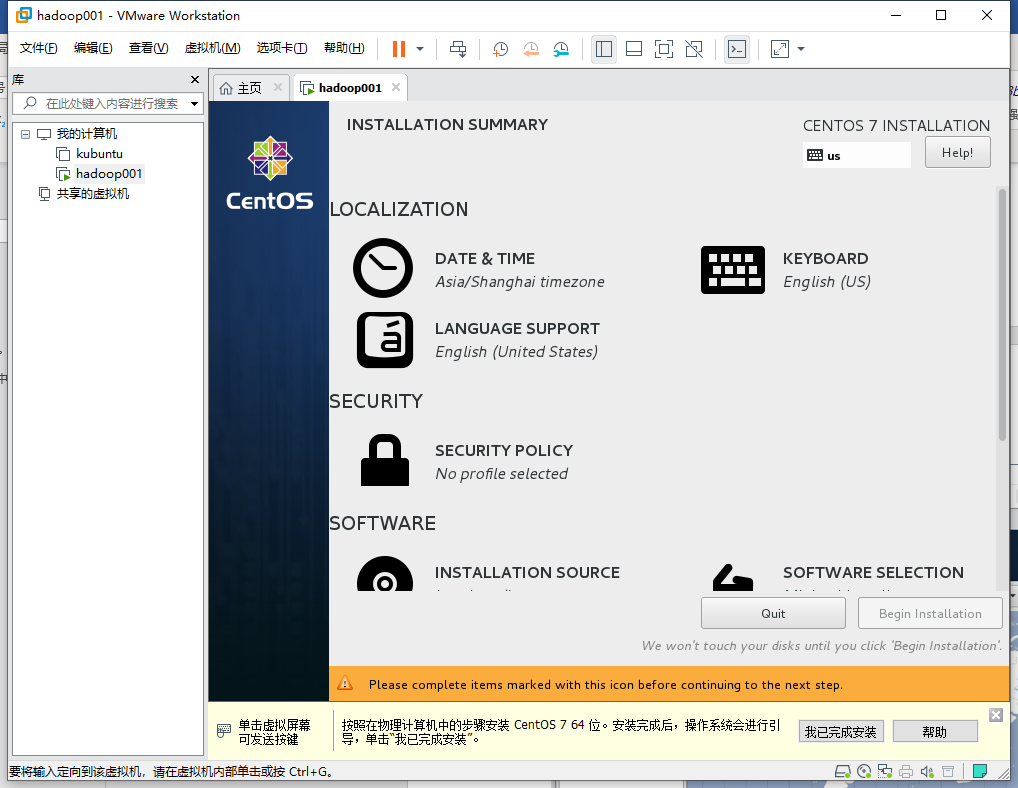 hadoop001 - VMware Workstation
文件(F) 编辑(E) 查看(V) 虚拟机(M) 选项卡(T) 帮助(H)
库
在此处键入内容进行搜索
我的计算机
kubuntu
hadoop001
共享的虚拟机
主页
hadoop001
CentOS
INSTALLATION SUMMARY
CENTOS 7 INSTALLATION
us
Help!
LOCALIZATION
DATE & TIME
Asia/Shanghai timezone
KEYBOARD
English (US)
LANGUAGE SUPPORT
English (United States)
SECURITY
SECURITY POLICY
No profile selected
SOFTWARE
INSTALLATION SOURCE
SOFTWARE SELECTION
Quit
Begin Installation
We won't touch your disks until you click 'Begin Installation'.
Please complete items marked with this icon before continuing to the next step.
单击虚拟屏幕
可发送按键
按照在物理计算机中的步骤安装 CentOS 7 64 位。安装完成后，操作系统会进行引
导，单击“我已完成安装”。
我已完成安装
帮助
要将输入定向到该虚拟机，请在虚拟机内部单击或按 Ctrl+G。